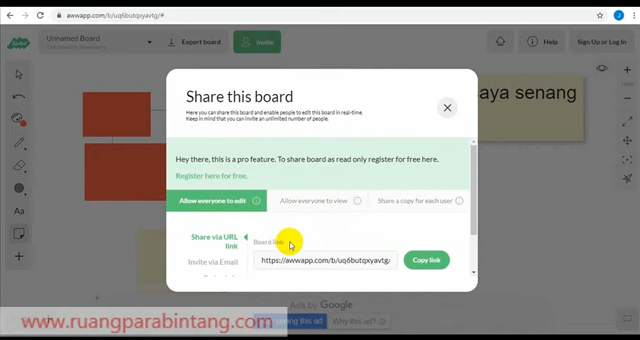 awwapp.com/b/uq6butqxyavtg/#
Unnamed Board
Export board
Invite
Help
Sign Up or Log In
aya senang
Share this board
Here you can share this board and enable people to edit this board in real-time.
Keep in mind that you can invite an unlimited number of people.
Hey there, this is a pro feature. To share board as read only register for free here.
Register here for free.
Allow everyone to edit
Allow everyone to view
Share a copy for each user
Share via URL
link
Board link
https://awwapp.com/b/uq6butqxyavtg/
Copy link
Invite via Email
Aa
Ads by Google
seeing this ad
Why this ad?
www.ruangparabintang.com